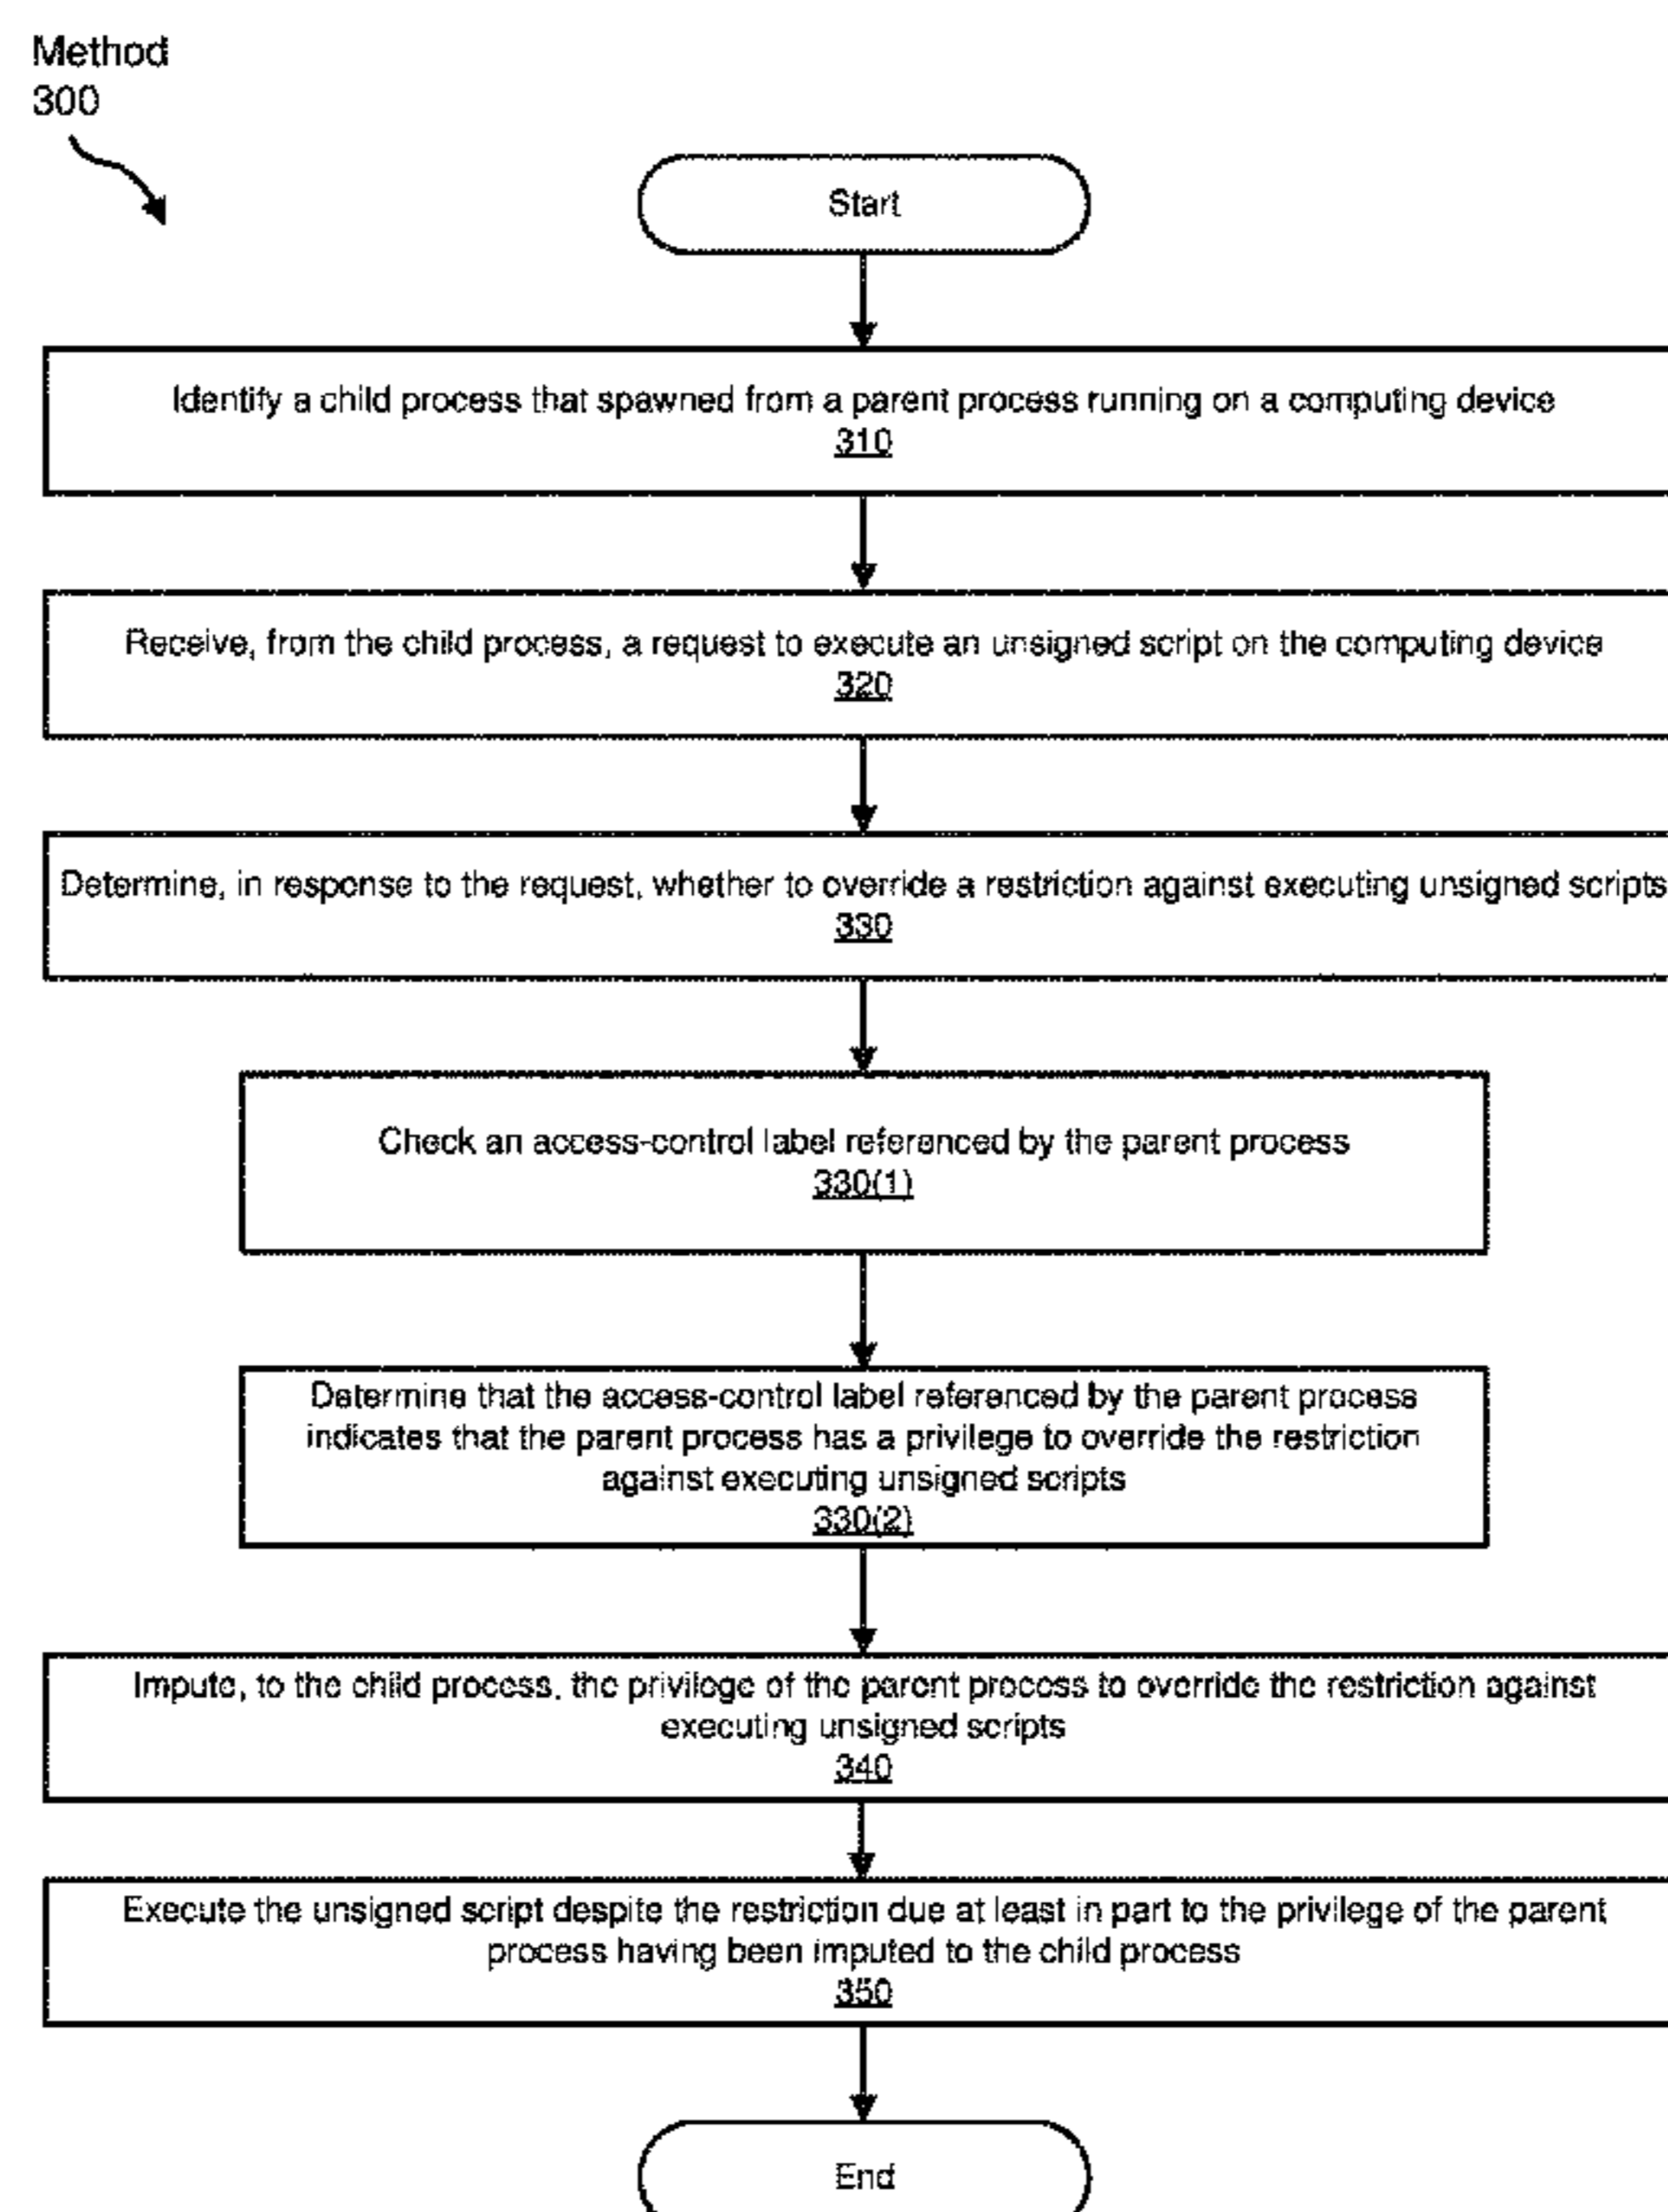 Method
300
Start
Identify a child process that spawned from a parent process running on a computing device
310
Receive, from the child process, a request to execute an unsigned script on the computing device
320
Determine, in response to the request, whether to override a restriction against executing unsigned scripts
330
Check an access-control label referenced by the parent process
330(1)
Determine that the access-control label referenced by the parent process
indicates that the parent process has a privilege to override the restriction
against executing unsigned scripts
330(2)
Impute, to the child process, the privilege of the parent process to override the restriction against
executing unsigned scripts
340
Execute the unsigned script despite the restriction due at least in part to the privilege of the parent
process having been imputed to the child process
350
End